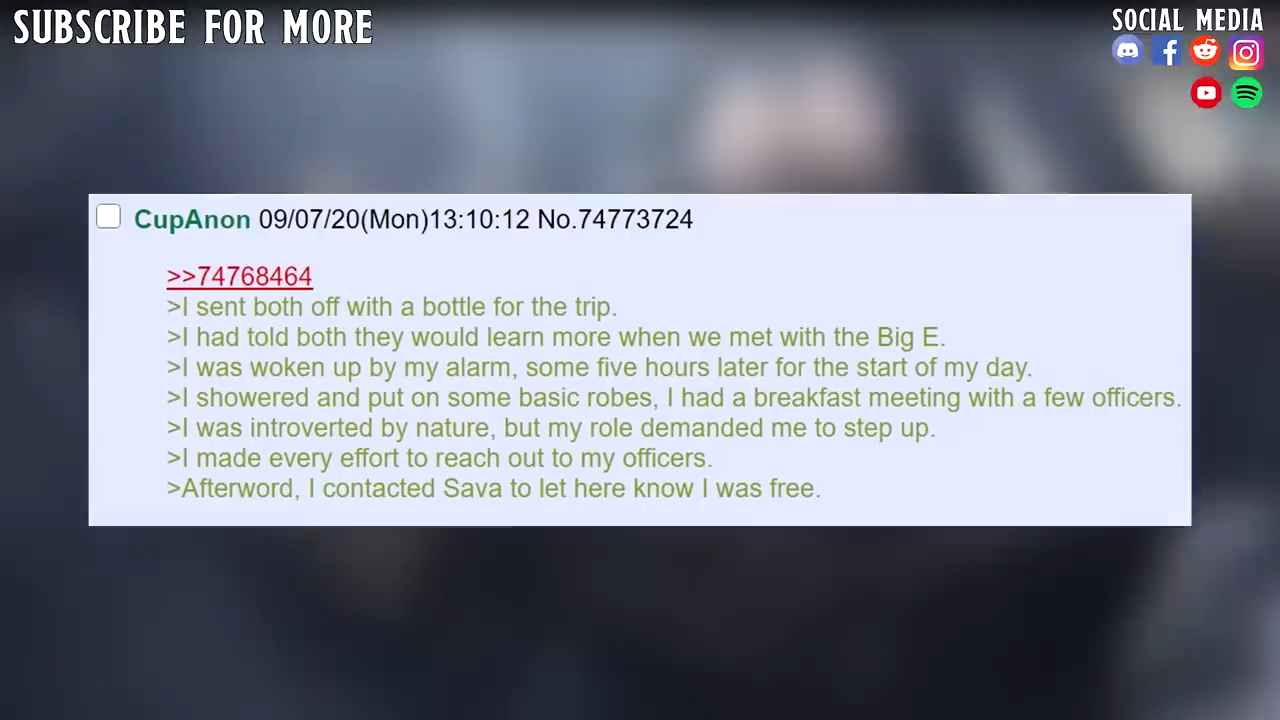 SUBSCRIBE FOR MORE
SOCIAL MEDIA
CupAnon 09/07/20(Mon)13:10:12 No.74773724
>>74768464
>I sent both off with a bottle for the trip.
>I had told both they would learn more when we met with the Big E.
>I was woken up by my alarm, some five hours later for the start of my day.
>I showered and put on some basic robes, I had a breakfast meeting with a few officers.
>I was introverted by nature, but my role demanded me to step up.
>I made every effort to reach out to my officers.
>Afterword, I contacted Sava to let here know I was free.